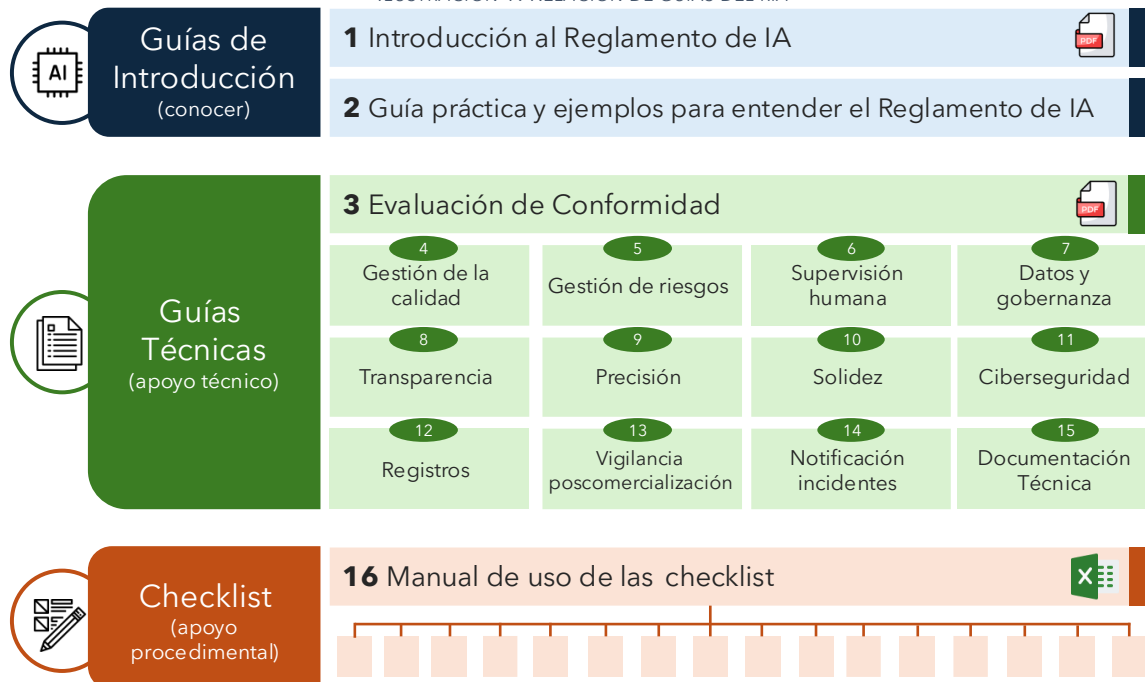 Guías de
Introducción
(conocer)
AI
1 Introducción al Reglamento de IA
PDF
2 Guía práctica y ejemplos para entender el Reglamento de IA
Guías
Técnicas
(apoyo técnico)
3 Evaluación de Conformidad
PDF
4
Gestión de la
calidad
5
Gestión de riesgos
6
Supervisión
humana
7
Datos y
gobernanza
8
Transparencia
9
Precisión
10
Solidez
11
Ciberseguridad
12
Registros
13
Vigilancia
poscomercialización
14
Notificación
incidentes
15
Documentación
Técnica
Checklist
(apoyo
procedimental)
16 Manual de uso de las checklist
X